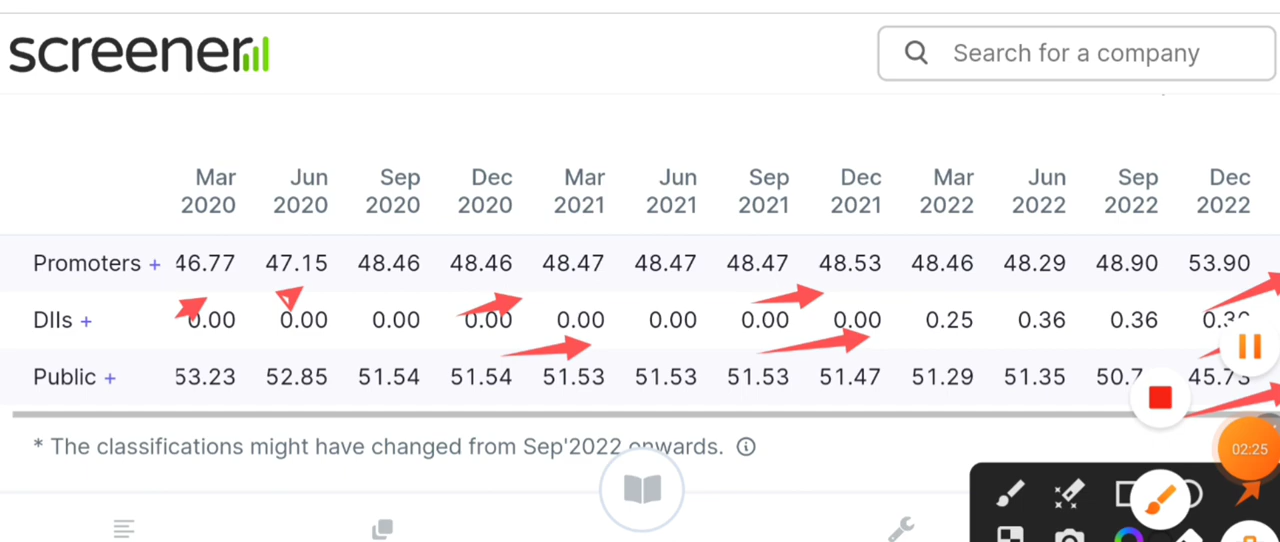 screener
Search for a company
Mar Jun Sep Dec Mar Jun Sep Dec Mar Jun Sep Dec
2020 2020 2020 2020 2021 2021 2021 2021 2022 2022 2022 2022
Promoters + 46.77 47.15 48.46 48.46 48.47 48.47 48.47 48.53 48.46 48.29 48.90 53.90
DIIs + 0.00 0.00 0.00 0.00 0.00 0.00 0.00 0.00 0.25 0.36 0.36
Public + 53.23 52.85 51.54 51.54 51.53 51.53 51.53 51.47 51.29 51.35 45.73
* The classifications might have changed from Sep'2022 onwards.
02:25